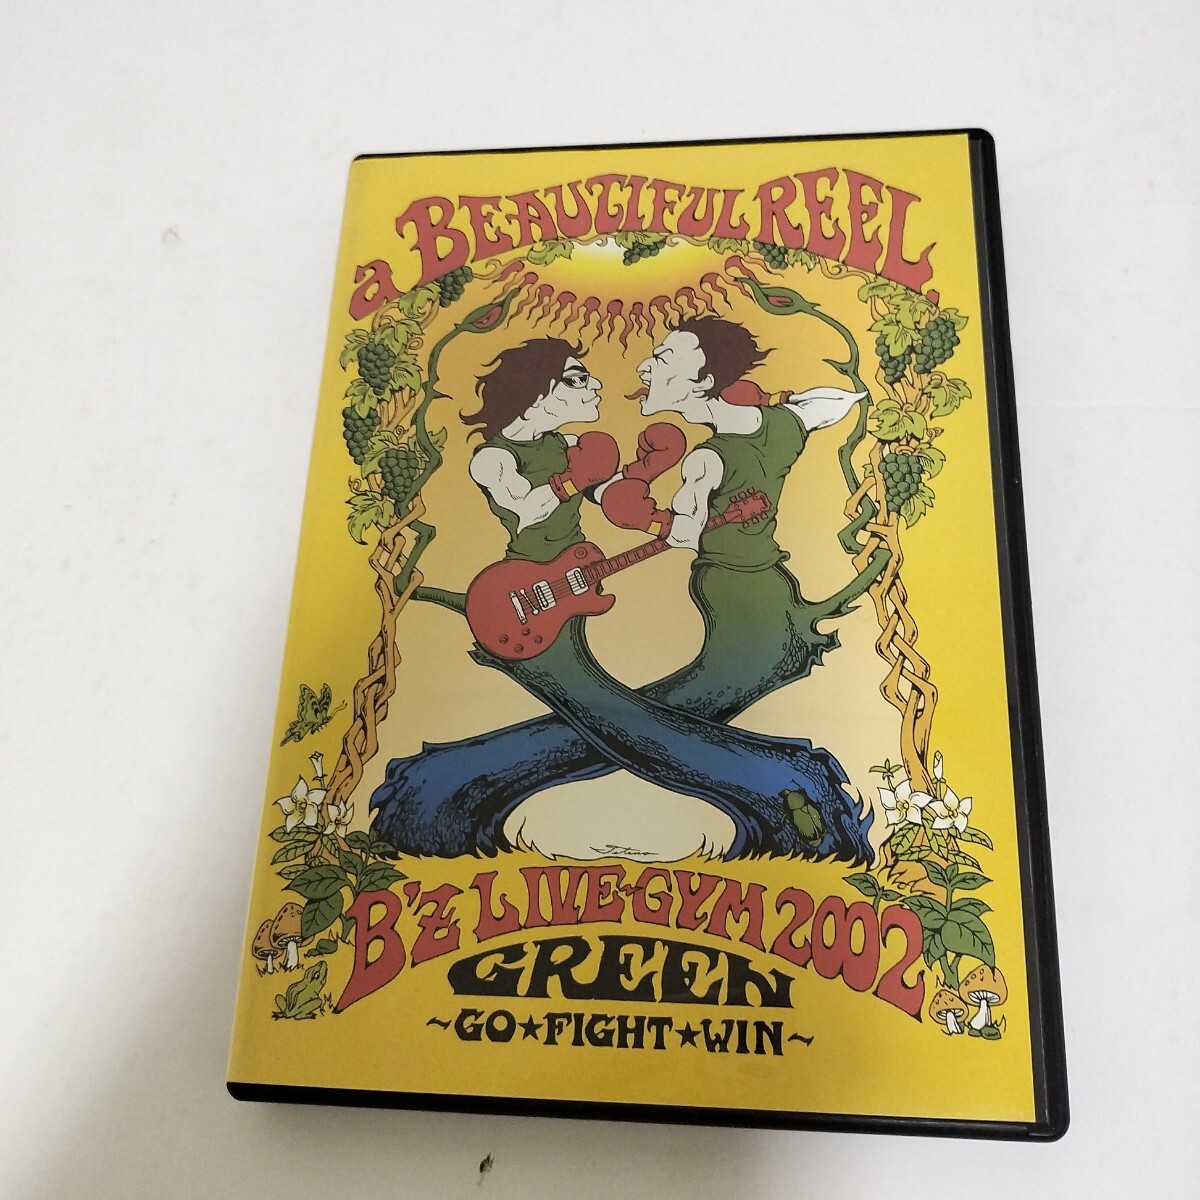 a BEAUTIFUL REEL.
B'z LIVE-GYM 2002
GREEN
~GO★FIGHT★WIN~